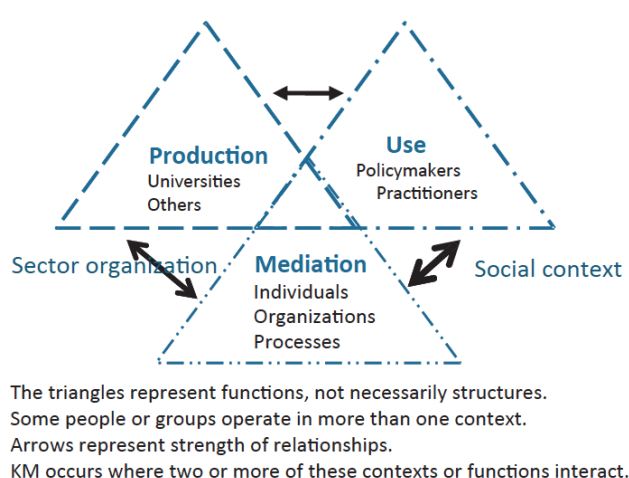 Production
Universities
Others
Use
Policymakers
Practitioners
Sector organization
Mediation
Individuals
Organizations
Processes
Social context
The triangles represent functions, not necessarily structures.
Some people or groups operate in more than one context.
Arrows represent strength of relationships.
KM occurs where two or more of these contexts or functions interact.